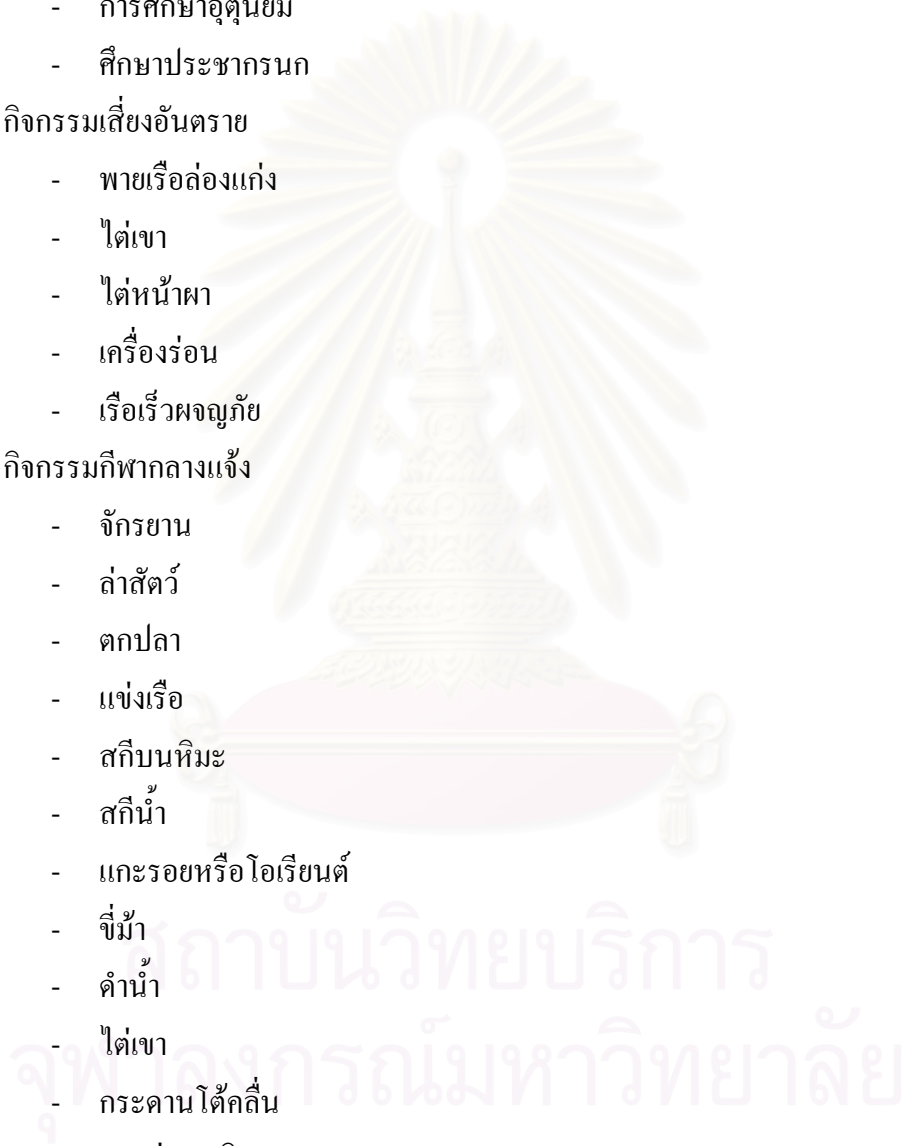 - การศึกษาอุตุนิยม
- ศึกษาประชากรนก
กิจกรรมเสี่ยงอันตราย
- พายเรือล่องแก่ง
- ไต่เขา
- ไต่หน้าผา
- เครื่องร่อน
- เรือเร็วผจญภัย
กิจกรรมกีฬากลางแจ้ง
- จักรยาน
- ล่าสัตว์
- ตกปลา
- แข่งเรือ
- สกีบนหิมะ
- สกีน้ำ
- แกะรอยหรือโอเรียนต์
- ขี่ม้า
- ดำน้ำ
- ไต่เขา
- กระดานโต้คลื่น
สถาบันวิทยบริการ
จุฬาลงกรณ์มหาวิทยาลัย